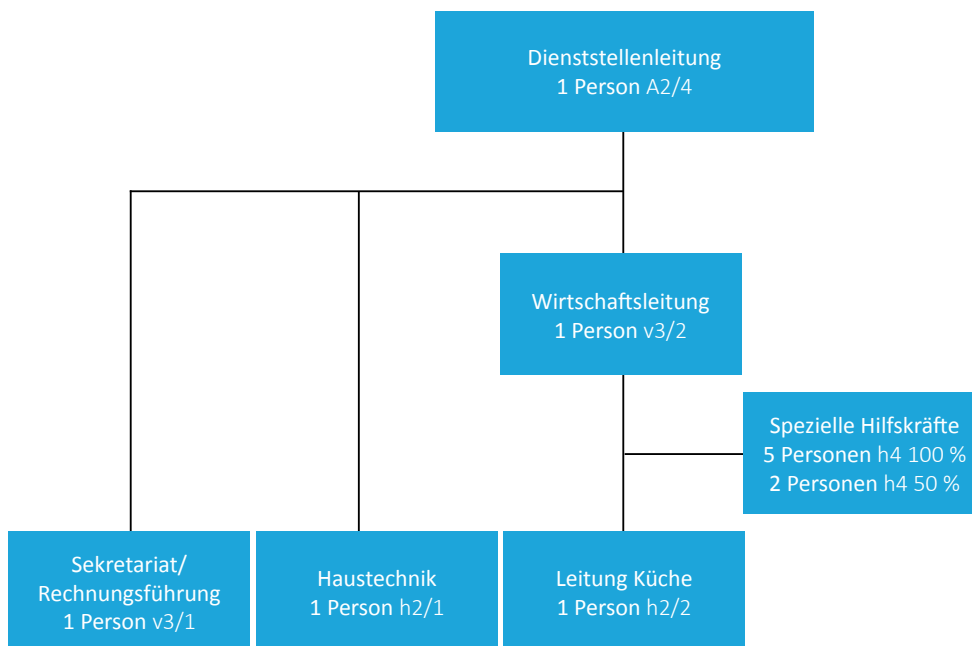 Dienststellenleitung
1 Person A2/4
Wirtschaftsleitung
1 Person v3/2
Spezielle Hilfskräfte
5 Personen h4 100 %
2 Personen h4 50 %
Sekretariat/
Rechnungsführung
1 Person v3/1
Haustechnik
1 Person h2/1
Leitung Küche
1 Person h2/2